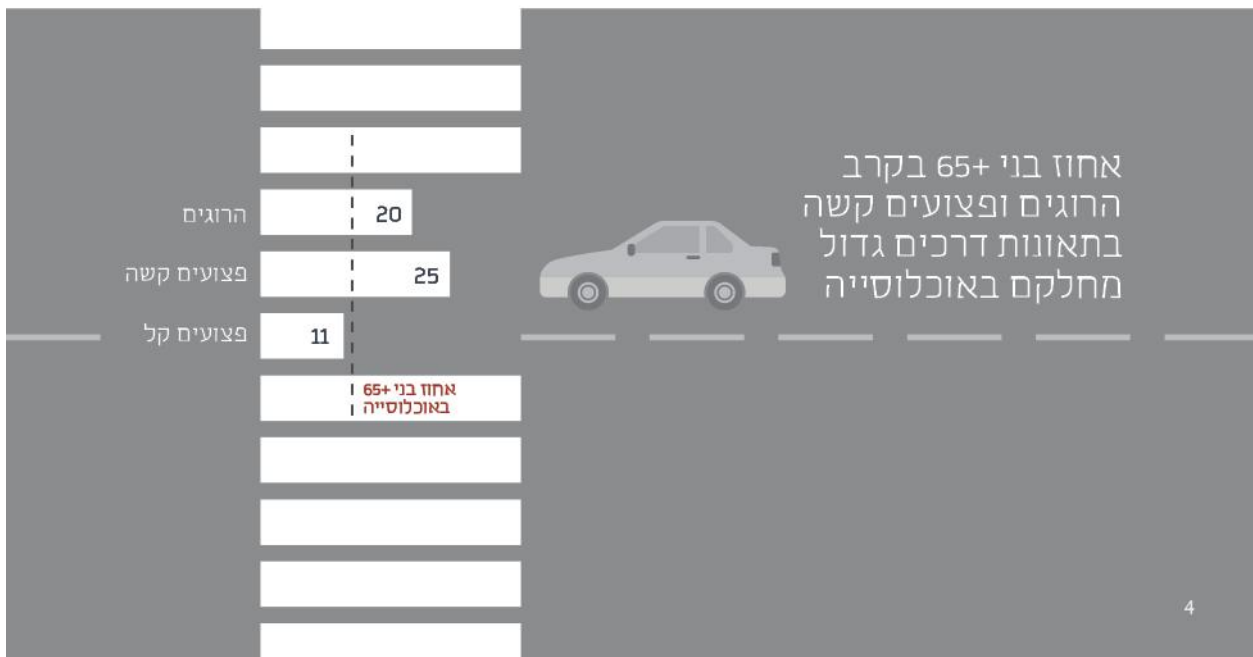 אחוז בני +65 בקרב
הרוגים ופצועים קשה
בתאונות דרכים גדול
מחלקם באוכלוסייה
הרוגים 20
פצועים קשה 25
פצועים קל 11
אחוז בני +65
באוכלוסייה
4